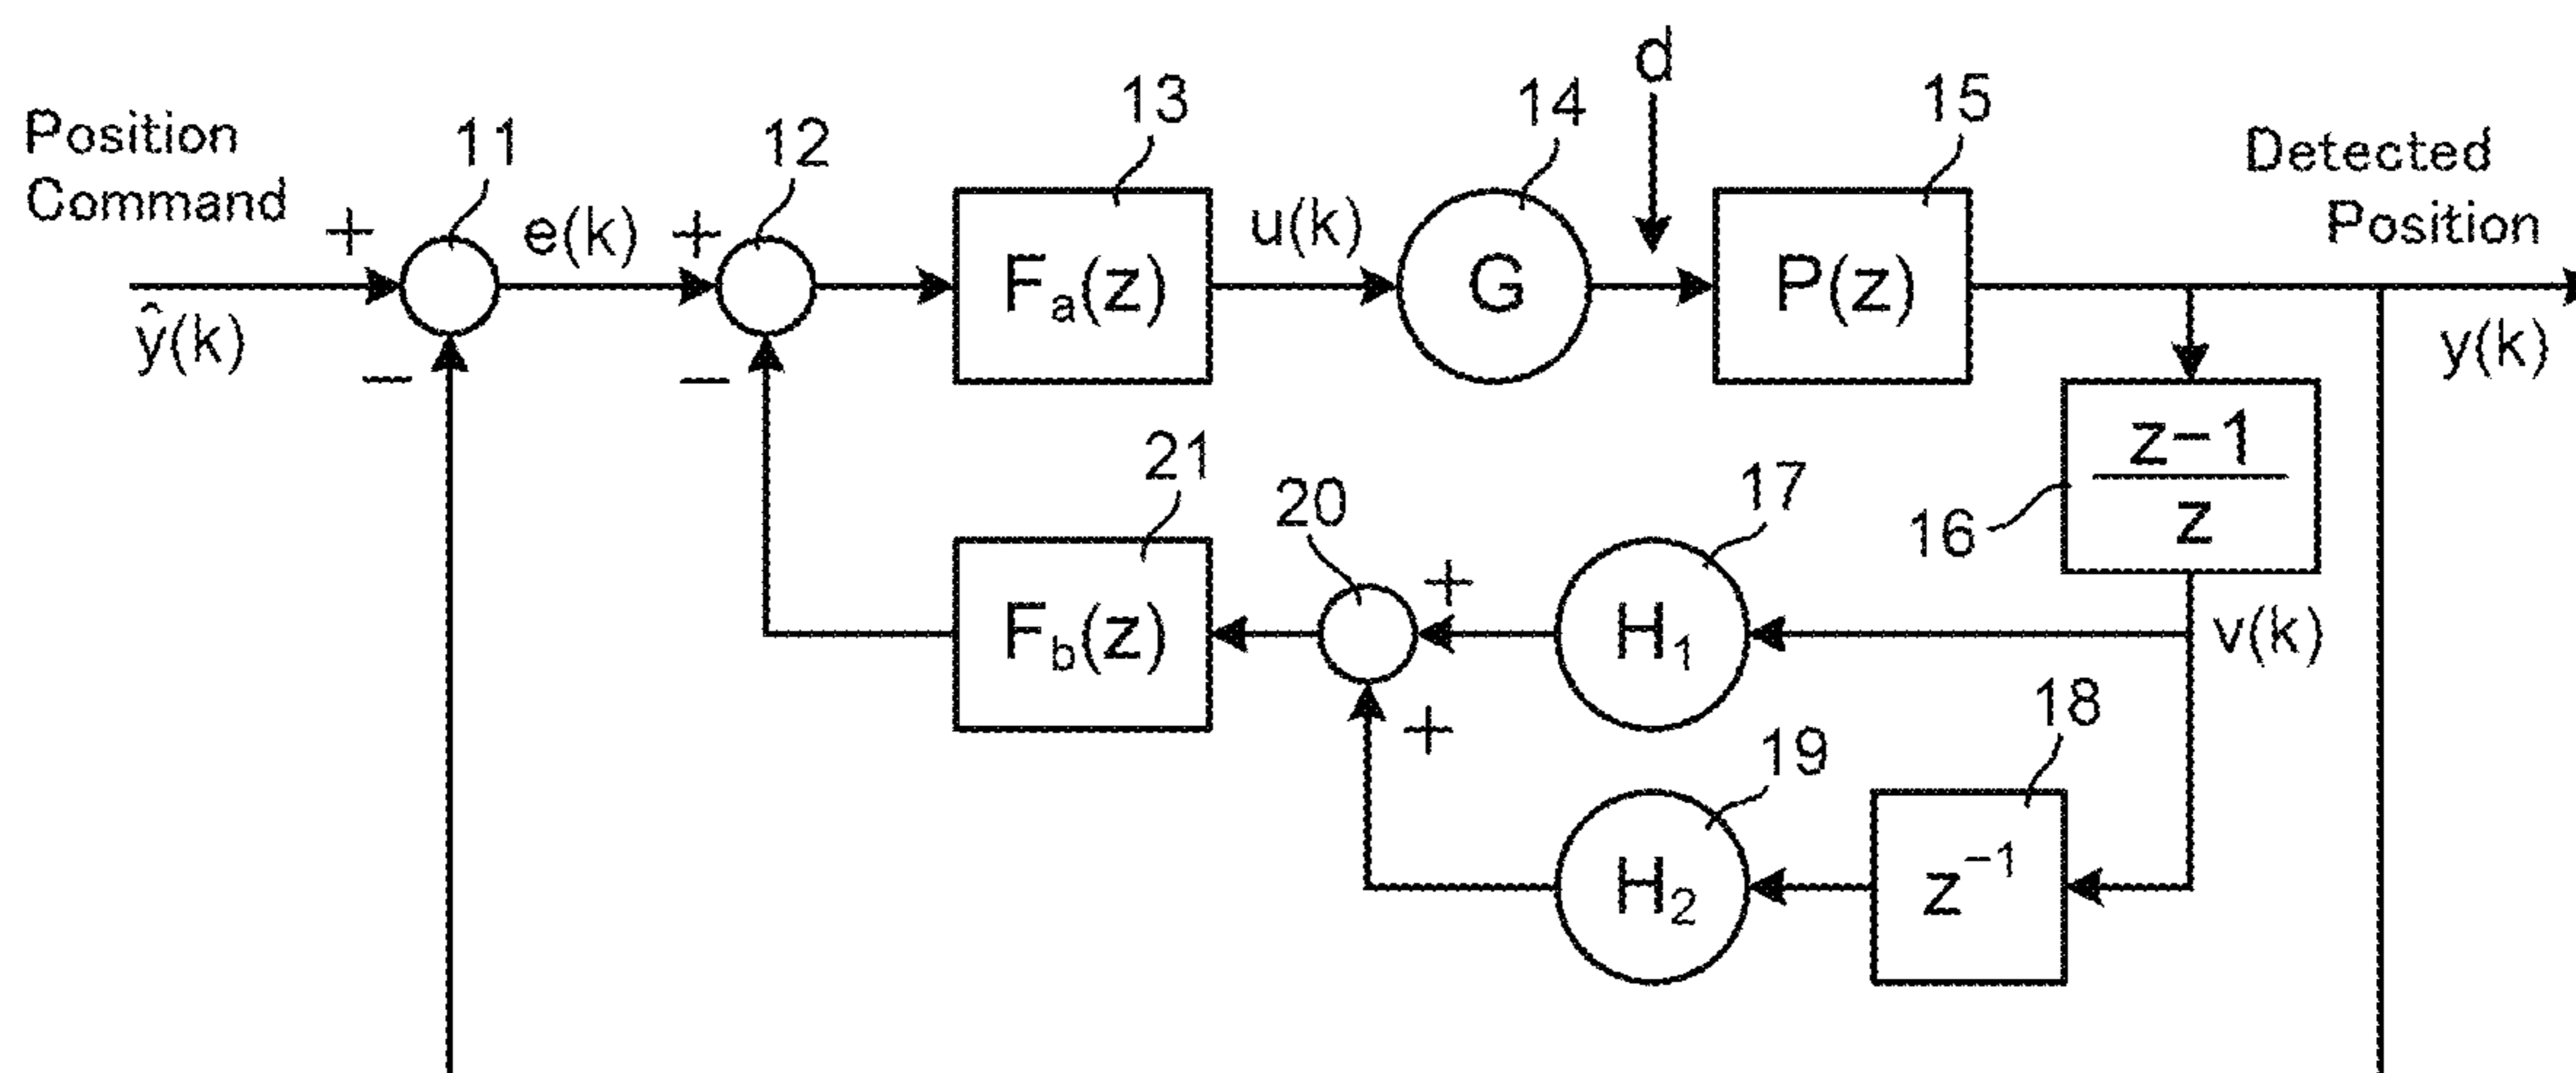 Position
Command
+
11
e(k)
+
12
13
u(k)
14
d
15
Detected
Position
ŷ(k)
−
−
Fₐ(z)
G
P(z)
y(k)
z−1
z
16
21
20
17
v(k)
F_b(z)
+
H₁
+
19
18
H₂
z⁻¹